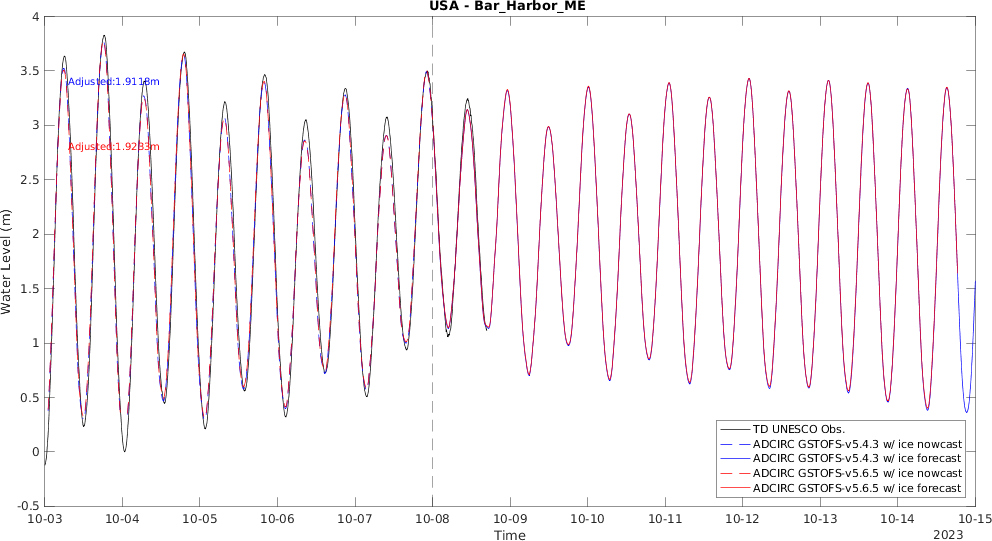 USA - Bar_Harbor_ME
4
3.5
3
2.5
2
1.5
1
0.5
0
-0.5
Water Level (m)
Adjusted:1.9118m
Adjusted:1.9283m
TD UNESCO Obs.
ADCIRC GSTOFS-v5.4.3 w/ ice nowcast
ADCIRC GSTOFS-v5.4.3 w/ ice forecast
ADCIRC GSTOFS-v5.6.5 w/ ice nowcast
ADCIRC GSTOFS-v5.6.5 w/ ice forecast
10-03 10-04 10-05 10-06 10-07 10-08 10-09 10-10 10-11 10-12 10-13 10-14 10-15
Time
2023